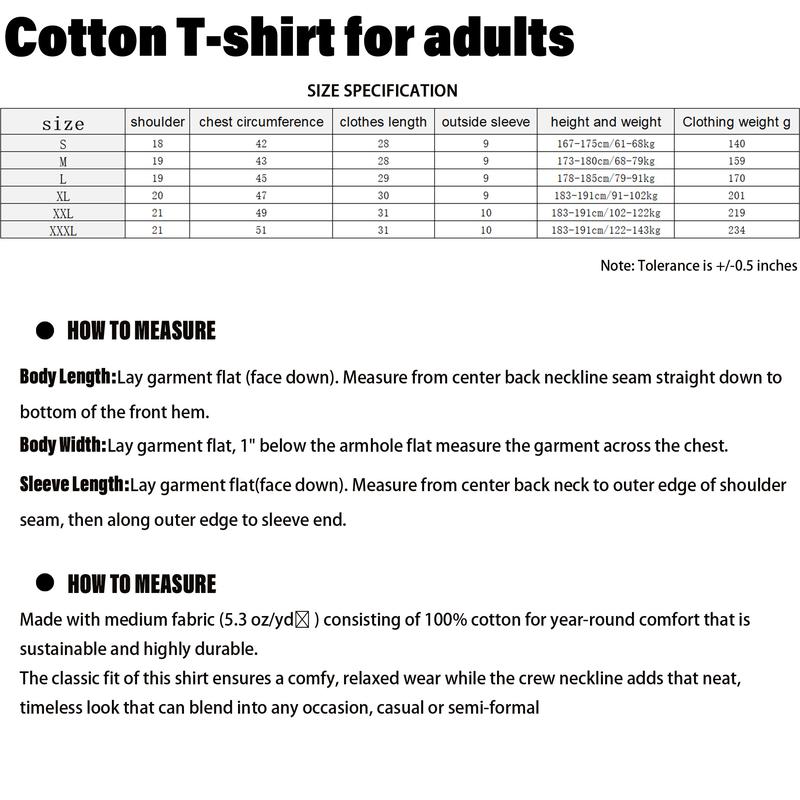 Cotton T-shirt for adults
SIZE SPECIFICATION
size shoulder chest circumference clothes length outside sleeve height and weight Clothing weight g
S 18 42 28 9 167-175cm/61-68kg 140
M 19 43 28 9 173-180cm/68-79kg 159
L 19 45 29 9 178-185cm/79-91kg 170
XL 20 47 30 9 183-191cm/91-102kg 201
XXL 21 49 31 10 183-191cm/102-122kg 219
XXXL 21 51 31 10 183-191cm/122-143kg 234
Note: Tolerance is +/-0.5 inches
● HOW TO MEASURE
Body Length:Lay garment flat (face down). Measure from center back neckline seam straight down to
bottom of the front hem.
Body Width:Lay garment flat, 1" below the armhole flat measure the garment across the chest.
Sleeve Length:Lay garment flat(face down). Measure from center back neck to outer edge of shoulder
seam, then along outer edge to sleeve end.
● HOW TO MEASURE
Made with medium fabric (5.3 oz/yd☒ ) consisting of 100% cotton for year-round comfort that is
sustainable and highly durable.
The classic fit of this shirt ensures a comfy, relaxed wear while the crew neckline adds that neat,
timeless look that can blend into any occasion, casual or semi-formal